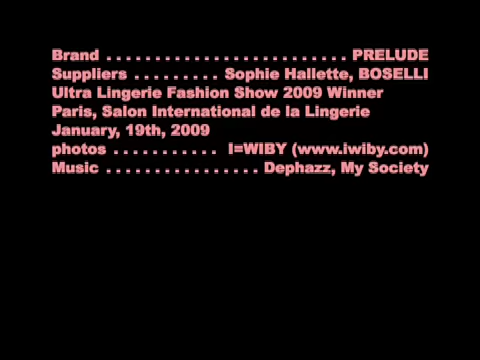 Brand . . . . . . . . . . . . . . . . . . . . . . . . . PRELUDE
Suppliers . . . . . . . . . Sophie Hallette, BOSELLI
Ultra Lingerie Fashion Show 2009 Winner
Paris, Salon International de la Lingerie
January, 19th, 2009
photos . . . . . . . . . . . I=WIBY (www.iwiby.com)
Music . . . . . . . . . . . . . . . . Dephazz, My Society